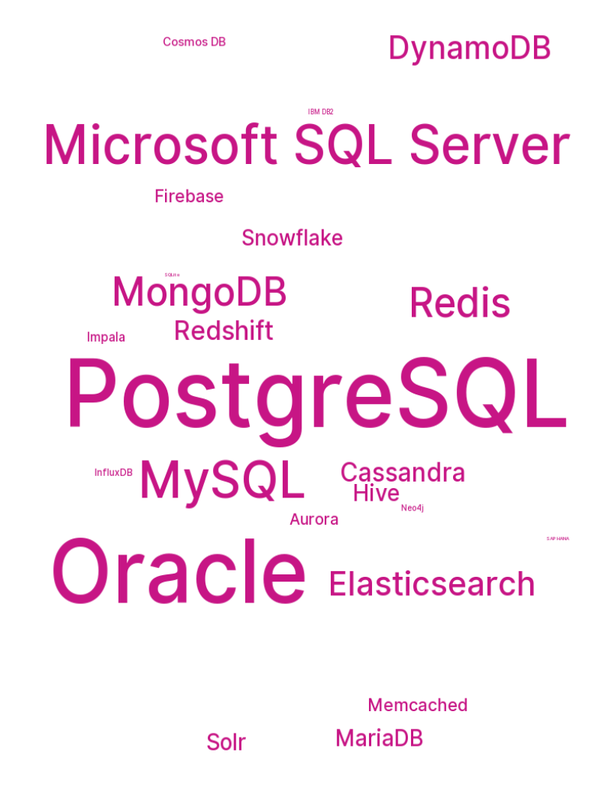 Cosmos DB
DynamoDB
IBM DB2
Microsoft SQL Server
Firebase
Snowflake
MongoDB
Redis
Redshift
Impala
PostgreSQL
MySQL
InfluxDB
Cassandra
Hive
Neo4j
Aurora
SAP HANA
Oracle
Elasticsearch
Memcached
MariaDB
Solr